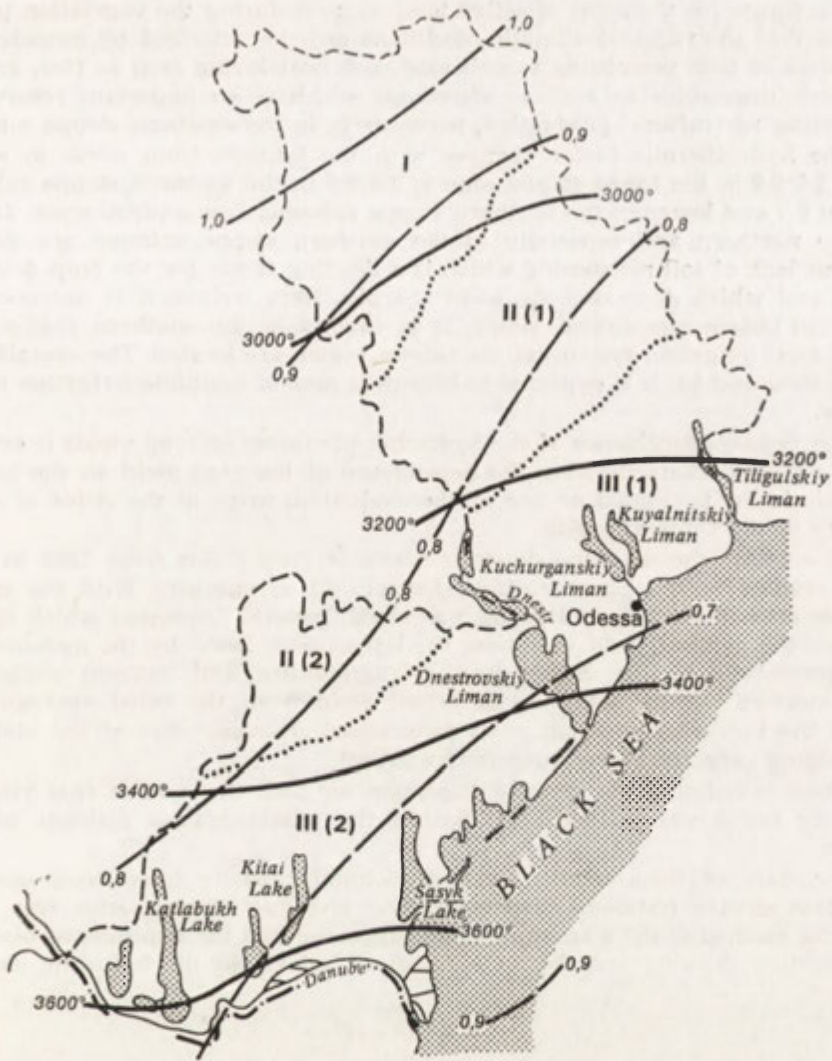 1,0
0,9
I
1,0
3000°
0,8
3000°
0,9
II (1)
3200°
III (1)
Tiligulskiy
Liman
3200°
Kuyalnitskiy
Liman
0,8
Kuchurganskiy
Liman
0,8
Dnestr
Odessa
0,7
II (2)
Dnestrovskiy
Liman
3400°
3400°
III (2)
BLACK SEA
0,8
Kitai
Lake
Katlabukh
Lake
Sasyk
Lake
3600°
0,9
Danube
3600°
0,9